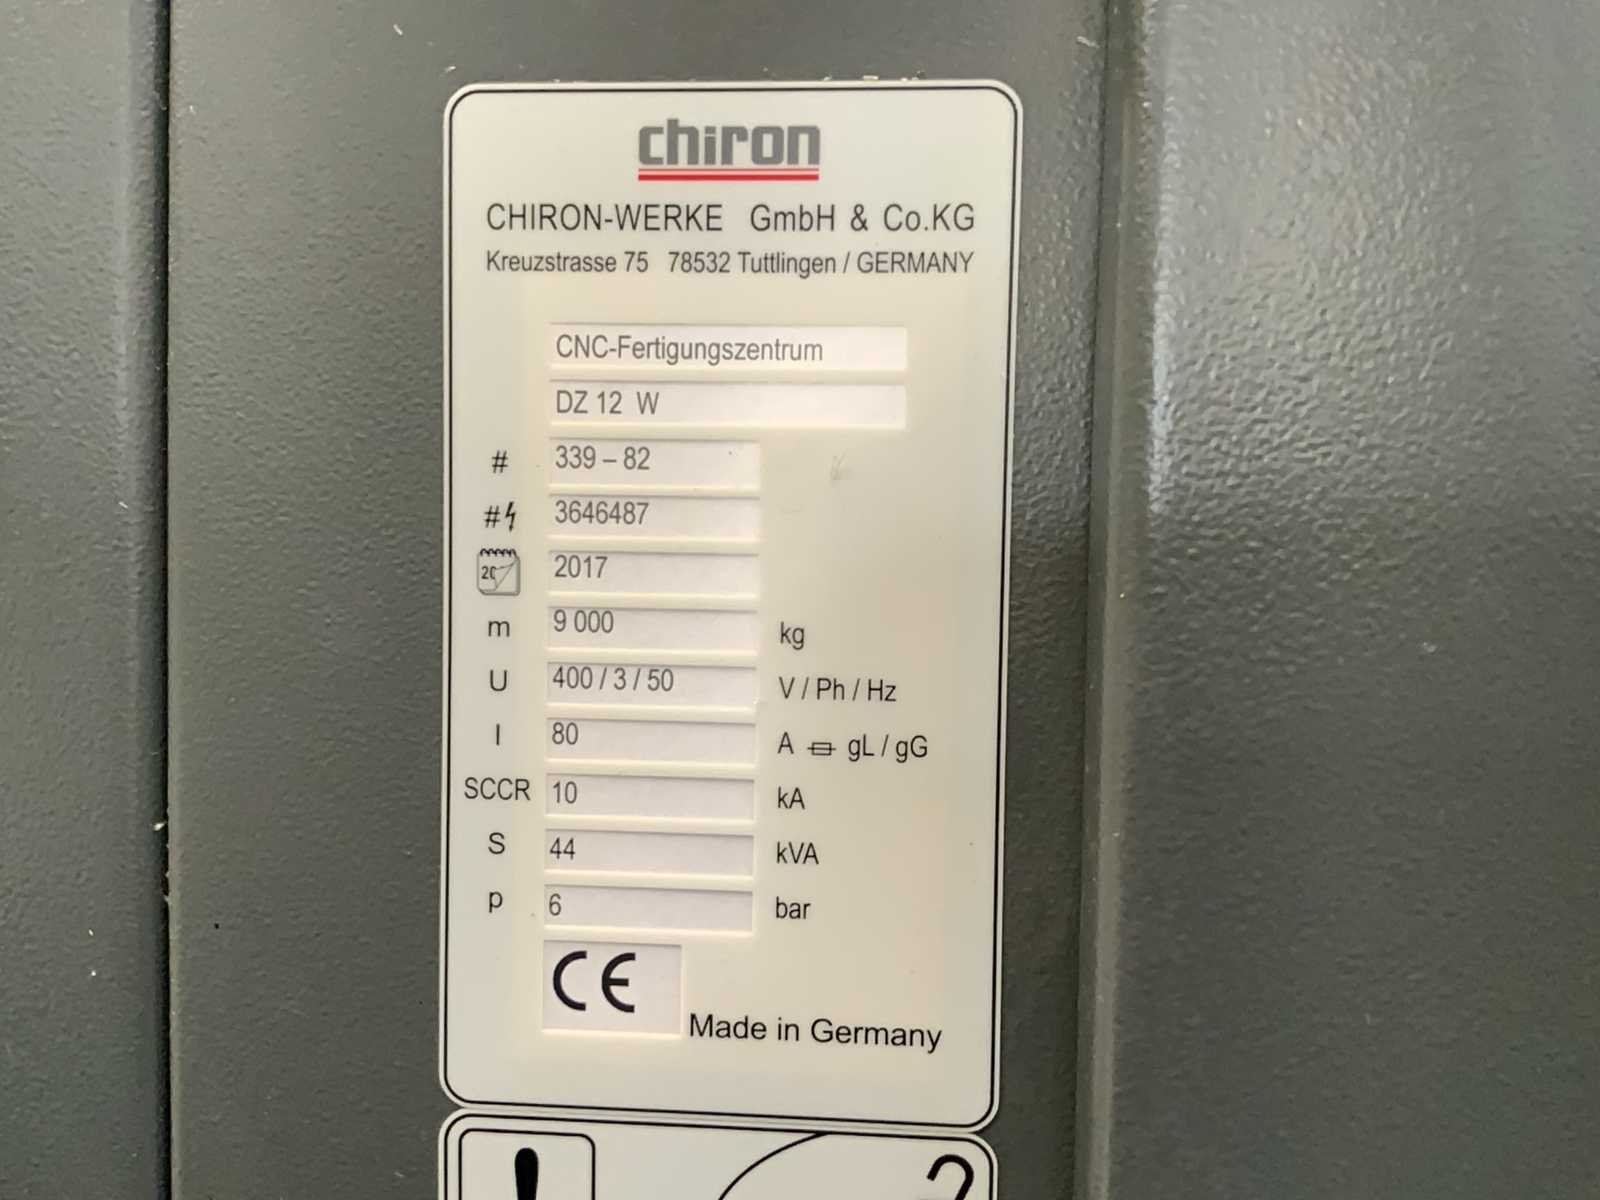 chiron
CHIRON-WERKE GmbH & Co.KG
Kreuzstrasse 75 78532 Tuttlingen / GERMANY
CNC-Fertigungszentrum
DZ 12 W
# 339 – 82
#⚡ 3646487
20 2017
m 9 000 kg
U 400 / 3 / 50 V / Ph / Hz
I 80 A gL / gG
SCCR 10 kA
S 44 kVA
p 6 bar
CE
Made in Germany
! ?